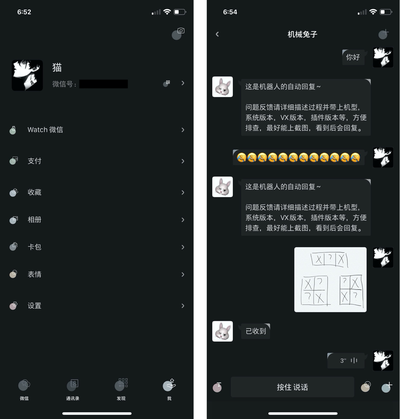 6:52
猫
微信号:
Watch 微信
支付
收藏
相册
卡包
表情
设置
微信
通讯录
发现
我
6:54
机械兔子
你好
这是机器人的自动回复~
问题反馈请详细描述过程并带上机型,
系统版本, VX版本, 插件版本等。方便
排查, 最好能上截图, 看到后会回复。
这是机器人的自动回复~
问题反馈请详细描述过程并带上机型,
系统版本, VX版本, 插件版本等。方便
排查, 最好能上截图, 看到后会回复。
X ? X
X ? ? X
? X X ?
已收到
3"
按住 说话